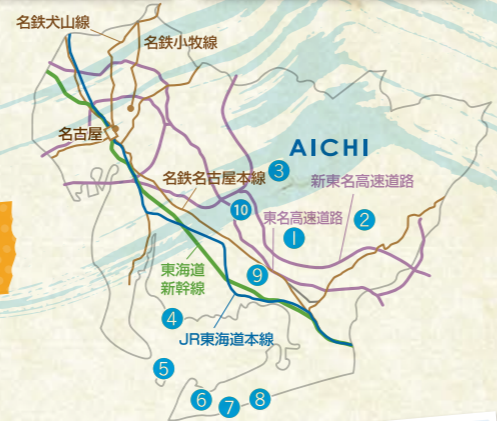 名鉄犬山線
名鉄小牧線
名古屋
AICHI
3
新東名高速道路
名鉄名古屋本線
10
東名高速道路
2
1
東海道
新幹線
9
4
JR東海道本線
5
6
7
8